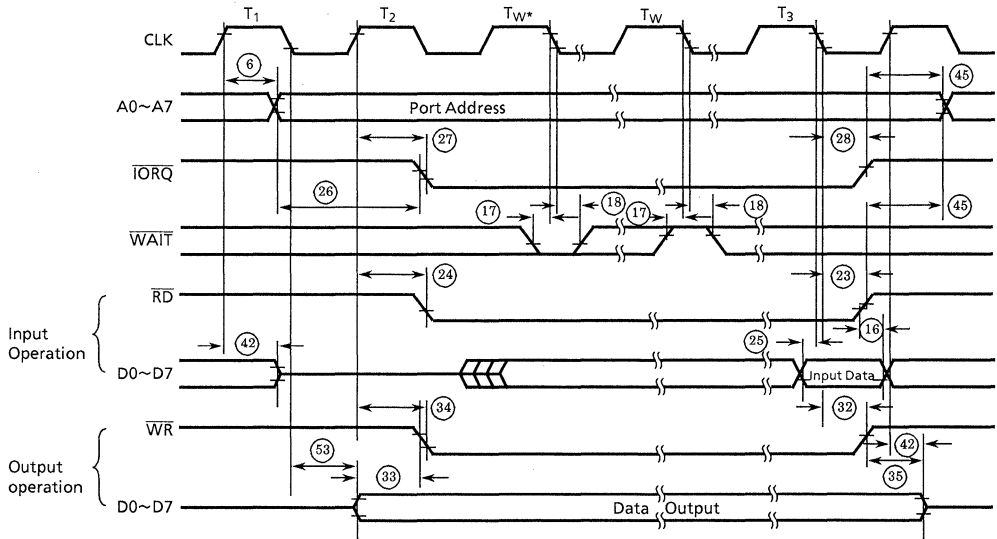 T1 T2 TW* TW T3
CLK
6 45
A0~A7 Port Address
27 28
IORQ
26 17 18 17 18 45
WAIT
24 23
RD
Input Operation
42 25 16
D0~D7 Input Data
34 32
WR
53 33 42 35
Output operation
D0~D7 Data Output